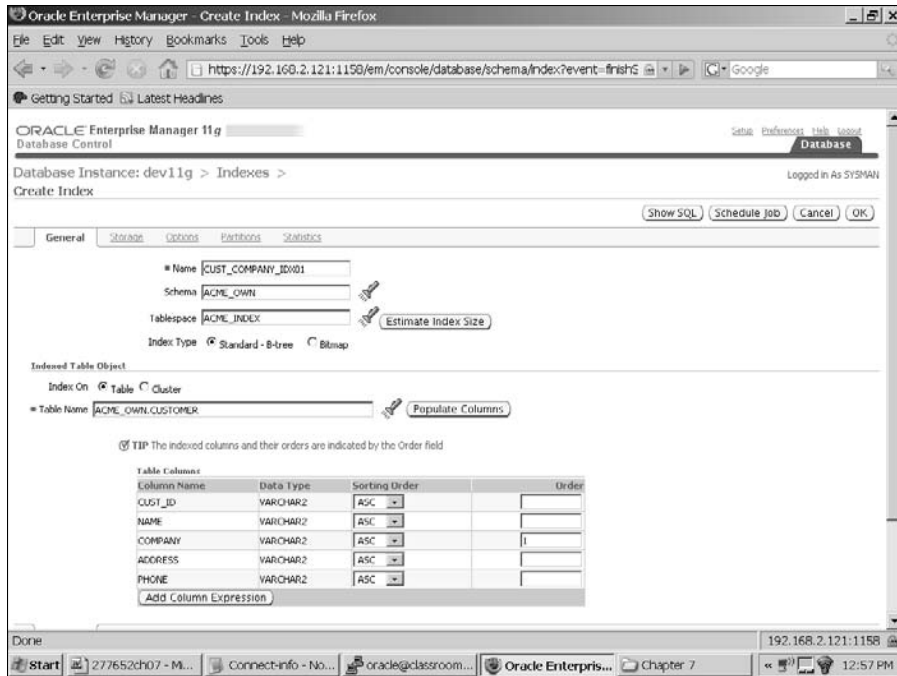 Oracle Enterprise Manager - Create Index - Mozilla Firefox
File Edit View History Bookmarks Tools Help
https://192.168.2.121:1158/em/console/database/schema/index?event=finishS
Google
Getting Started Latest Headlines
ORACLE Enterprise Manager 11g
Database Control
Setup Preferences Help Logout
Database
Database Instance: dev11g > Indexes >
Logged in As SYSMAN
Create Index
Show SQL Schedule Job Cancel OK
General Storage Options Partitions Statistics
* Name CUST_COMPANY_IDX01
Schema ACME_OWN
Tablespace ACME_INDEX Estimate Index Size
Index Type Standard - B-tree Bitmap
Indexed Table Object
Index On Table Cluster
* Table Name ACME_OWN.CUSTOMER Populate Columns
TIP The indexed columns and their orders are indicated by the Order field
Table Columns
Column Name Data Type Sorting Order Order
CUST_ID VARCHAR2 ASC
NAME VARCHAR2 ASC
COMPANY VARCHAR2 ASC 1
ADDRESS VARCHAR2 ASC
PHONE VARCHAR2 ASC
Add Column Expression
Done 192.168.2.121:1158
Start 277652ch07 - M... Connect-info - No... oracle@classroom... Oracle Enterpris... Chapter 7 « 12:57 PM